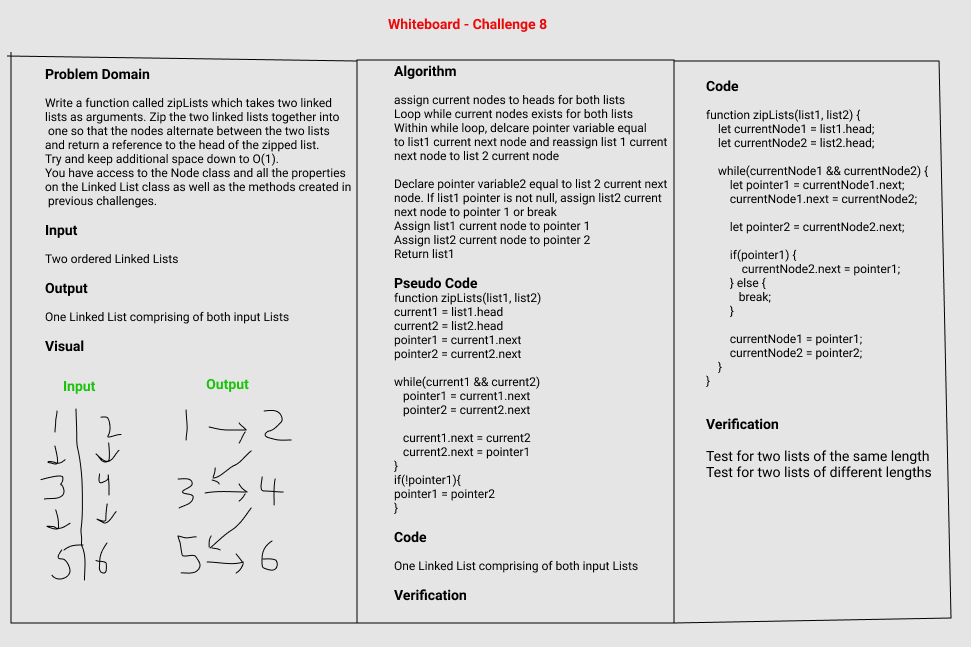 Whiteboard - Challenge 8
Problem Domain
Write a function called zipLists which takes two linked
lists as arguments. Zip the two linked lists together into
one so that the nodes alternate between the two lists
and return a reference to the head of the zipped list.
Try and keep additional space down to O(1).
You have access to the Node class and all the properties
on the Linked List class as well as the methods created in
previous challenges.
Input
Two ordered Linked Lists
Output
One Linked List comprising of both input Lists
Visual
Input
Output
1 2
3 4
5 6
1 → 2
3 → 4
5 → 6
Algorithm
assign current nodes to heads for both lists
Loop while current nodes exists for both lists
Within while loop, delcare pointer variable equal
to list1 current next node and reassign list 1 current
next node to list 2 current node
Declare pointer variable2 equal to list 2 current next
node. If list1 pointer is not null, assign list2 current
next node to pointer 1 or break
Assign list1 current node to pointer 1
Assign list2 current node to pointer 2
Return list1
Pseudo Code
function zipLists(list1, list2)
current1 = list1.head
current2 = list2.head
pointer1 = current1.next
pointer2 = current2.next
while(current1 && current2)
pointer1 = current1.next
pointer2 = current2.next
current1.next = current2
current2.next = pointer1
}
if(!pointer1){
pointer1 = pointer2
}
Code
One Linked List comprising of both input Lists
Verification
Code
function zipLists(list1, list2) {
let currentNode1 = list1.head;
let currentNode2 = list2.head;
while(currentNode1 && currentNode2) {
let pointer1 = currentNode1.next;
currentNode1.next = currentNode2;
let pointer2 = currentNode2.next;
if(pointer1) {
currentNode2.next = pointer1;
} else {
break;
}
currentNode1 = pointer1;
currentNode2 = pointer2;
}
}
Verification
Test for two lists of the same length
Test for two lists of different lengths